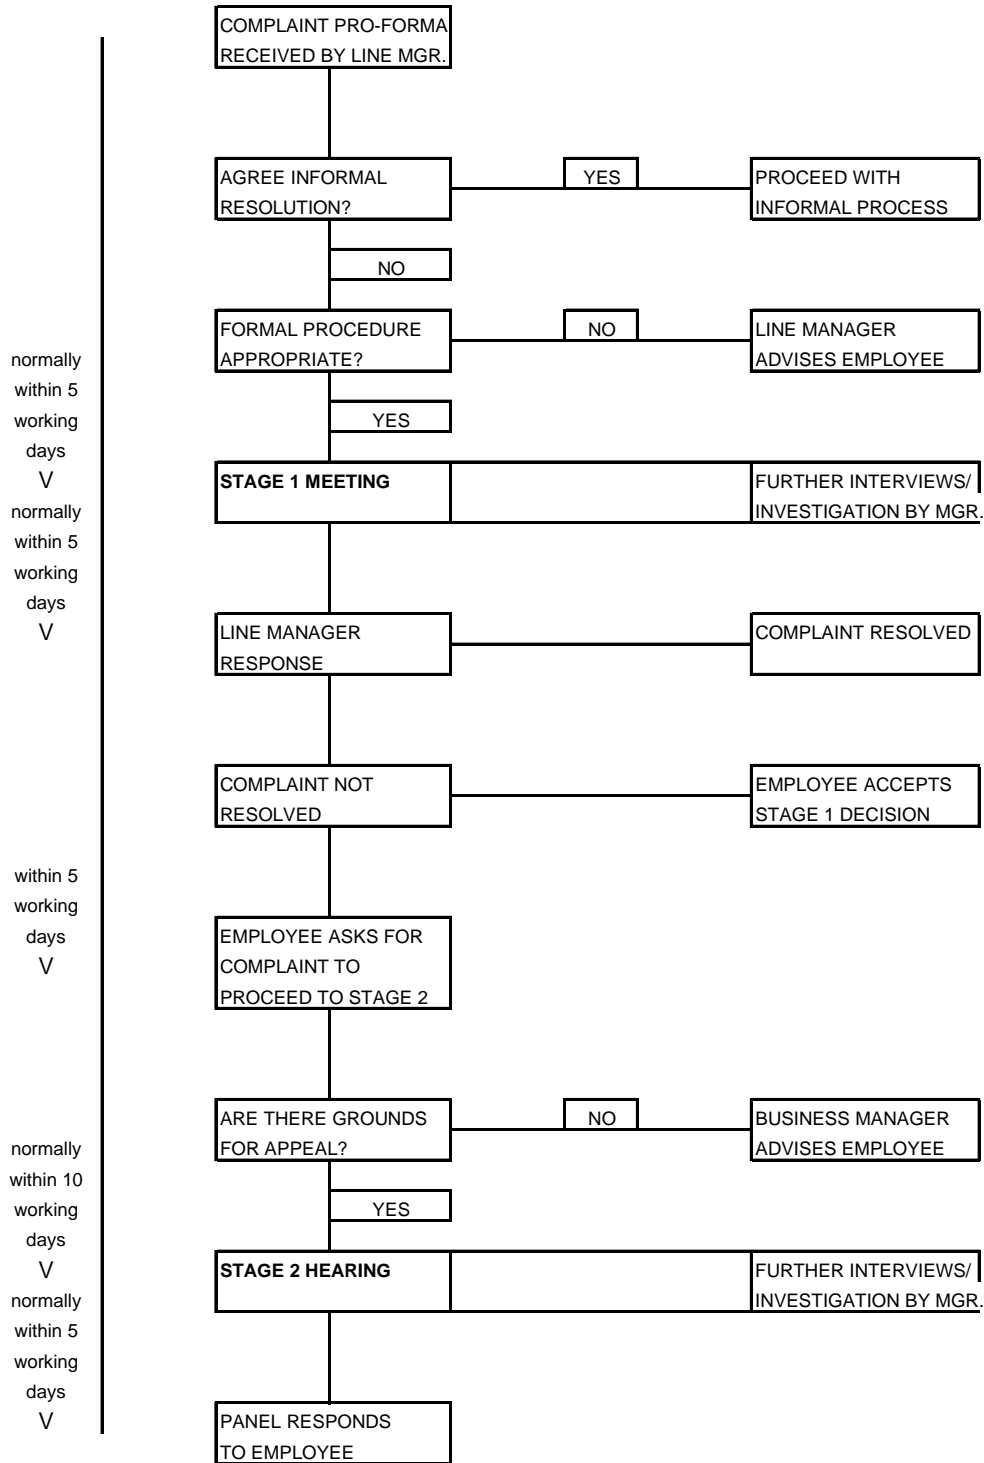 COMPLAINT PRO-FORMA
RECEIVED BY LINE MGR.
AGREE INFORMAL
RESOLUTION?
YES
PROCEED WITH
INFORMAL PROCESS
NO
FORMAL PROCEDURE
APPROPRIATE?
NO
LINE MANAGER
ADVISES EMPLOYEE
normally
within 5
working
days
V
YES
STAGE 1 MEETING
FURTHER INTERVIEWS/
INVESTIGATION BY MGR.
normally
within 5
working
days
V
LINE MANAGER
RESPONSE
COMPLAINT RESOLVED
COMPLAINT NOT
RESOLVED
EMPLOYEE ACCEPTS
STAGE 1 DECISION
within 5
working
days
V
EMPLOYEE ASKS FOR
COMPLAINT TO
PROCEED TO STAGE 2
ARE THERE GROUNDS
FOR APPEAL?
NO
BUSINESS MANAGER
ADVISES EMPLOYEE
normally
within 10
working
days
V
YES
STAGE 2 HEARING
FURTHER INTERVIEWS/
INVESTIGATION BY MGR.
normally
within 5
working
days
V
PANEL RESPONDS
TO EMPLOYEE